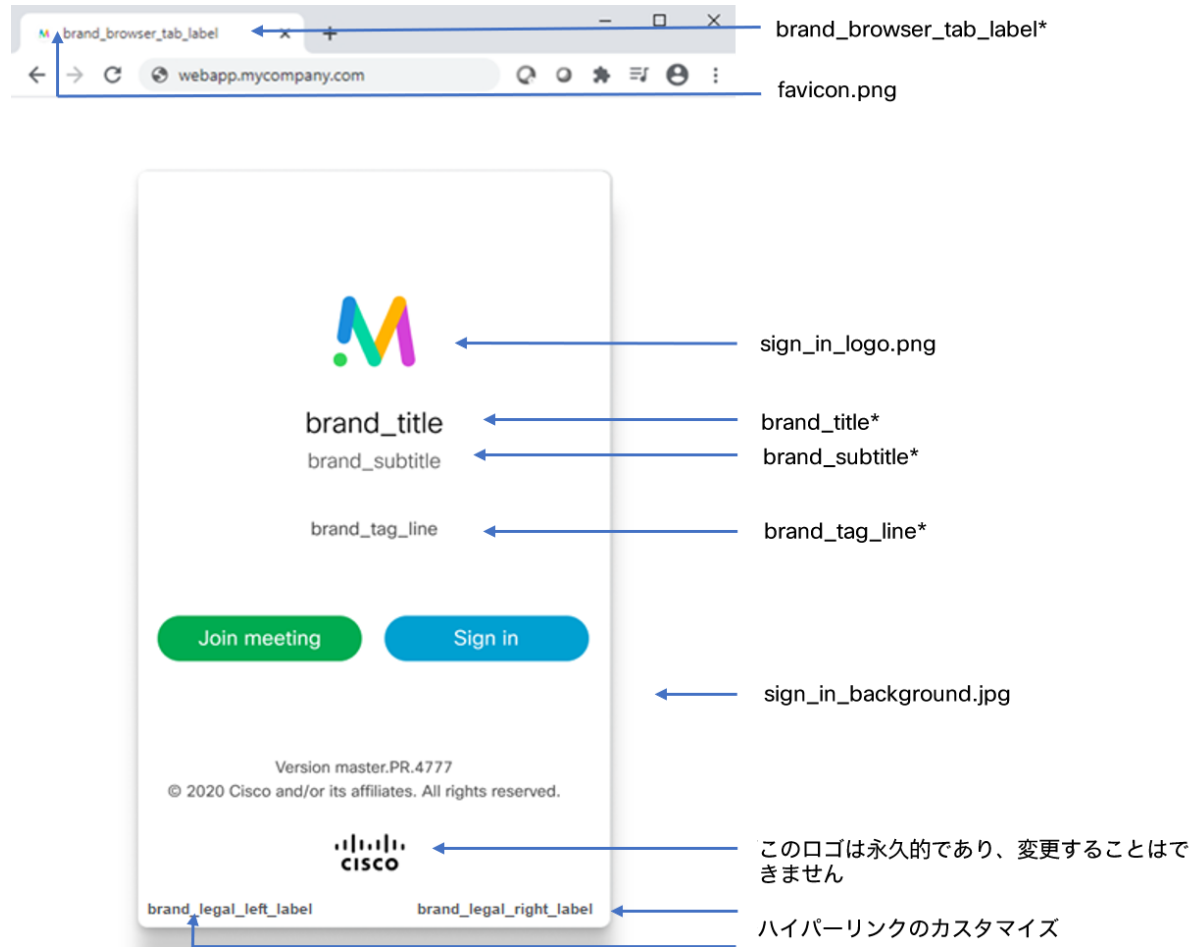 brand_browser_tab_label
brand_browser_tab_label*
webapp.mycompany.com
favicon.png
sign_in_logo.png
brand_title
brand_title*
brand_subtitle
brand_subtitle*
brand_tag_line
brand_tag_line*
Join meeting
Sign in
sign_in_background.jpg
Version master.PR.4777
© 2020 Cisco and/or its affiliates. All rights reserved.
CISCO
このロゴは永久的であり、変更することはで
きません
brand_legal_left_label
brand_legal_right_label
ハイパーリンクのカスタマイズ